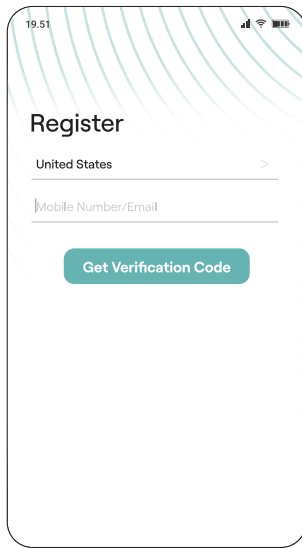 19.51
Register
United States >
Mobile Number/Email
Get Verification Code